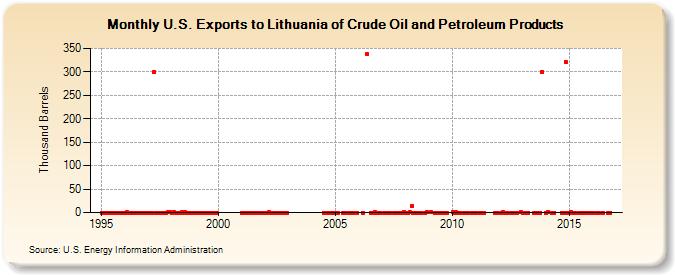 Monthly U.S. Exports to Lithuania of Crude Oil and Petroleum Products
Thousand Barrels
350
300
250
200
150
100
50
0
1995 2000 2005 2010 2015
Source: U.S. Energy Information Administration